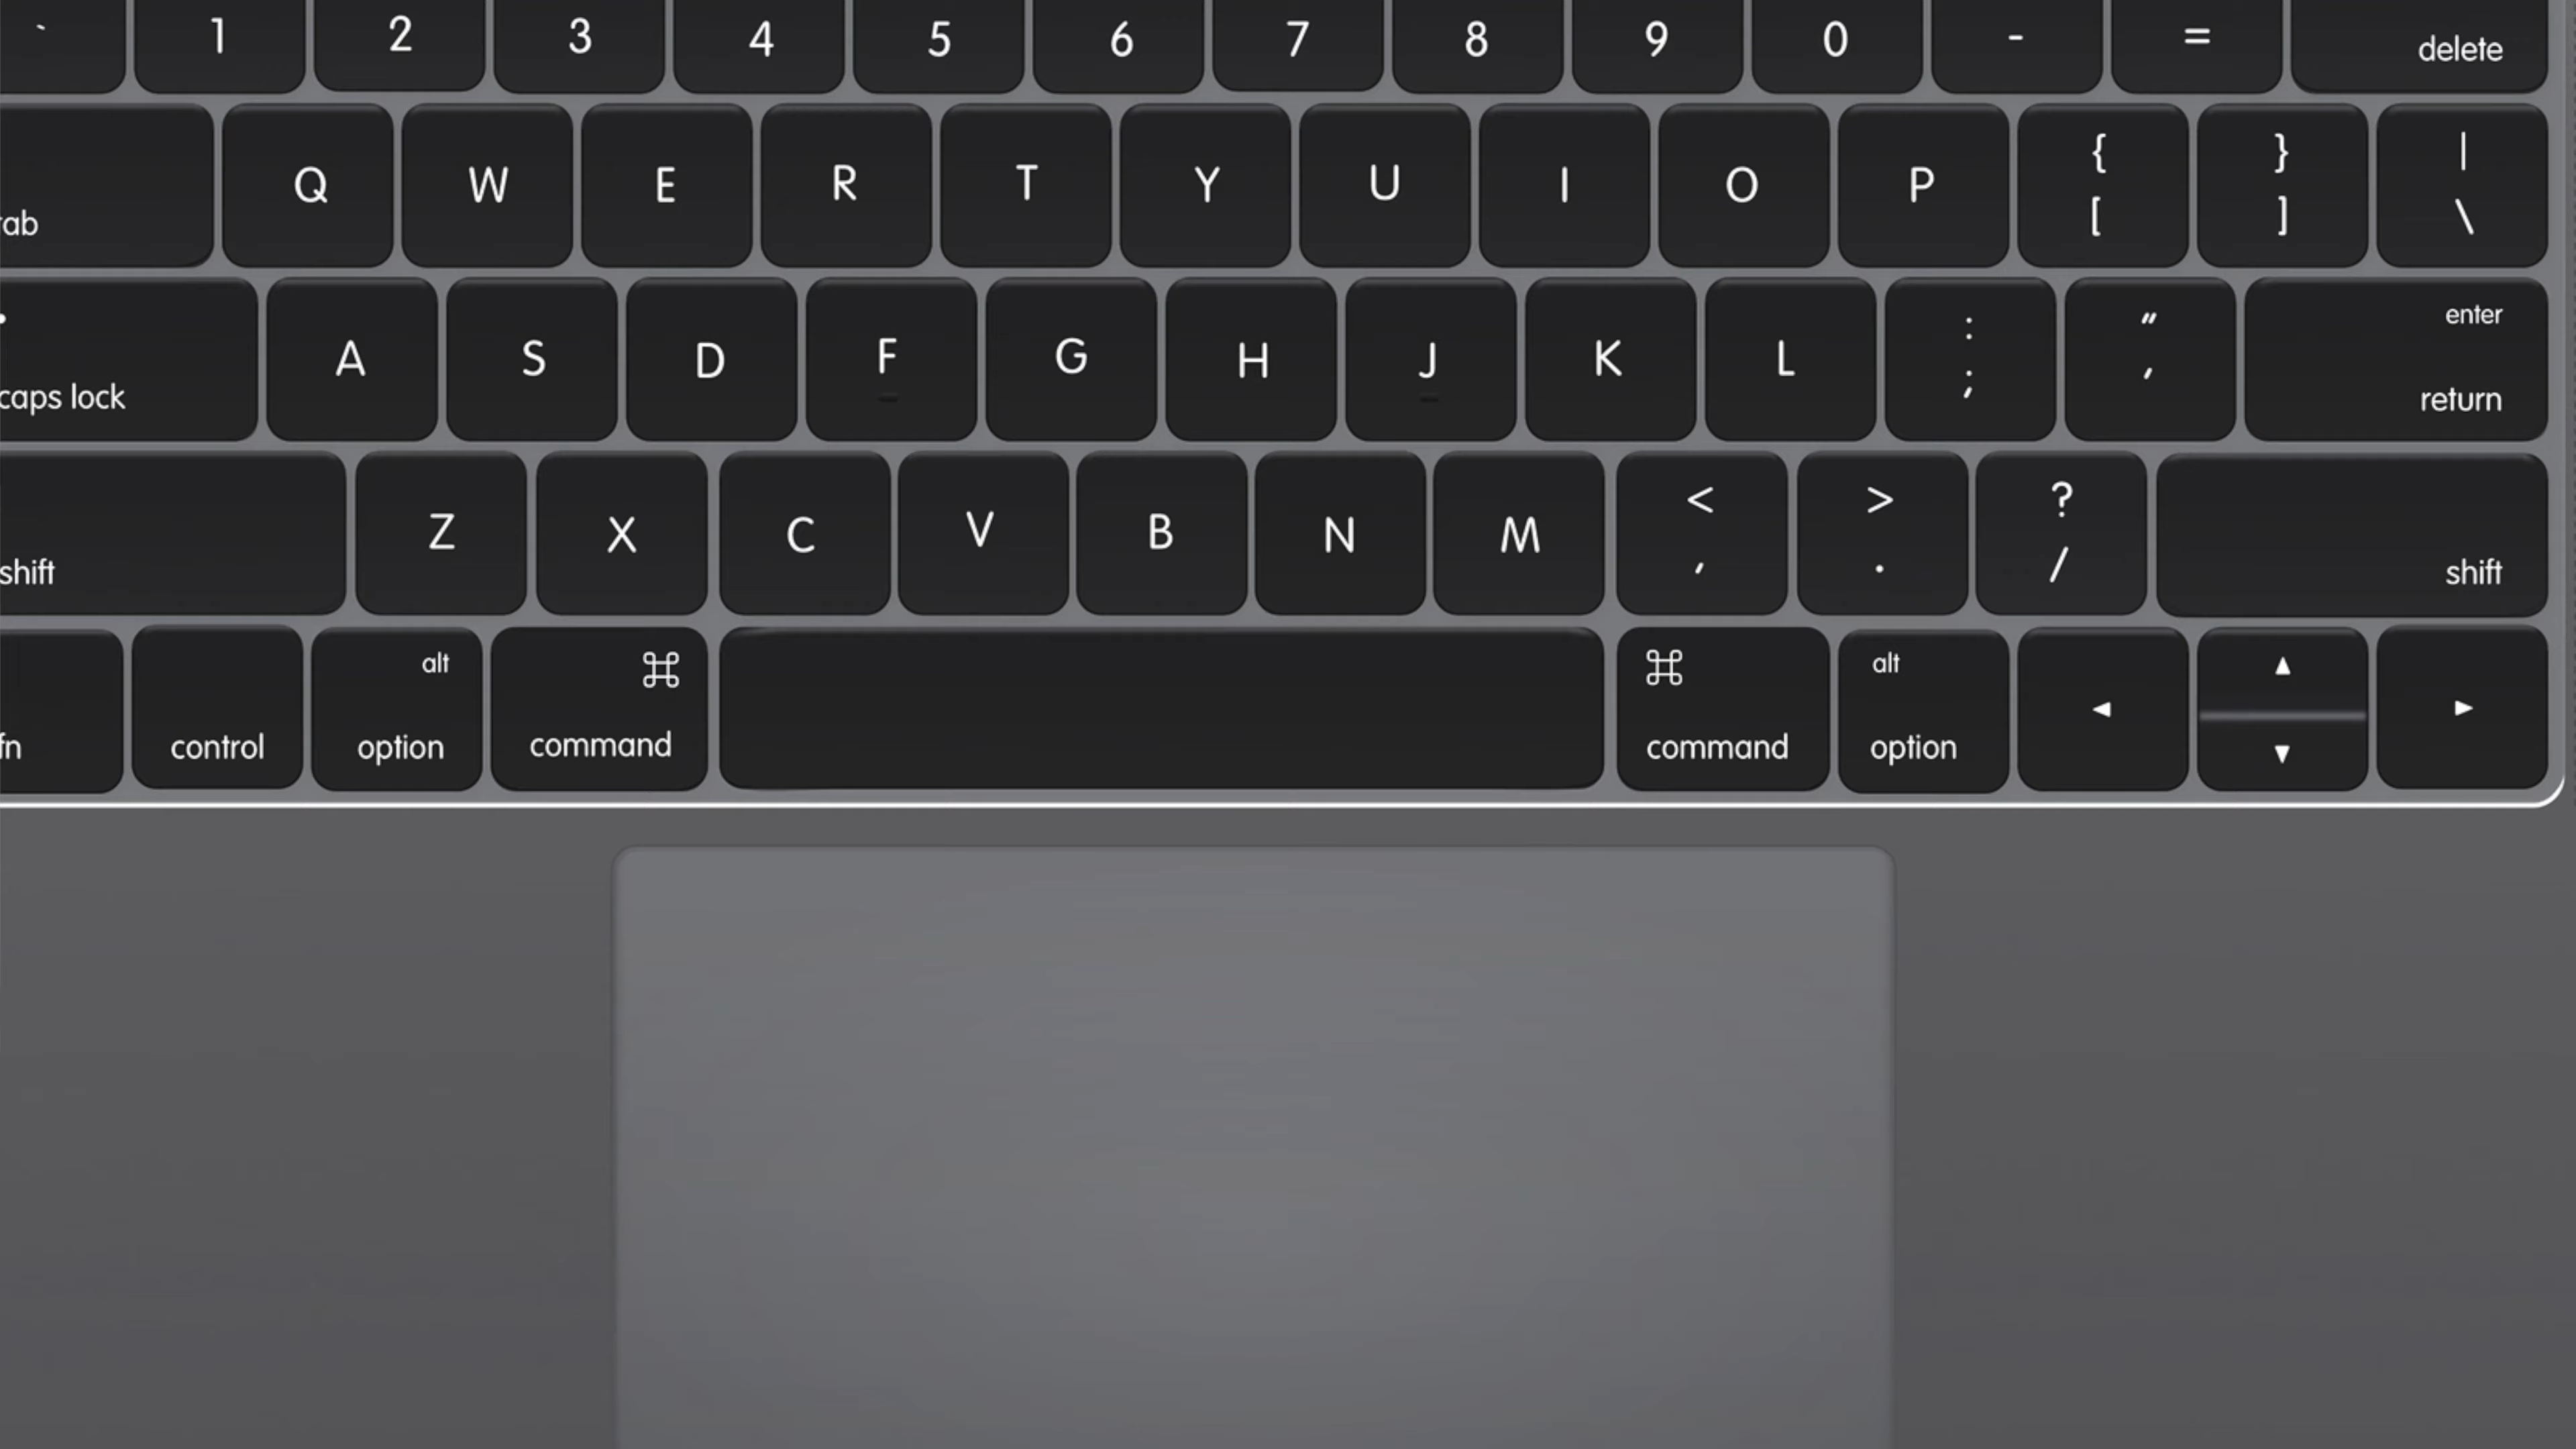 ` 1 2 3 4 5 6 7 8 9 0 - = delete
tab Q W E R T Y U I O P { [ } ] | \
caps lock A S D F G H J K L : ; " ' enter return
shift Z X C V B N M < , > . ? / shift
fn control alt option ⌘ command ⌘ command alt option ◀ ▲ ▼ ▶